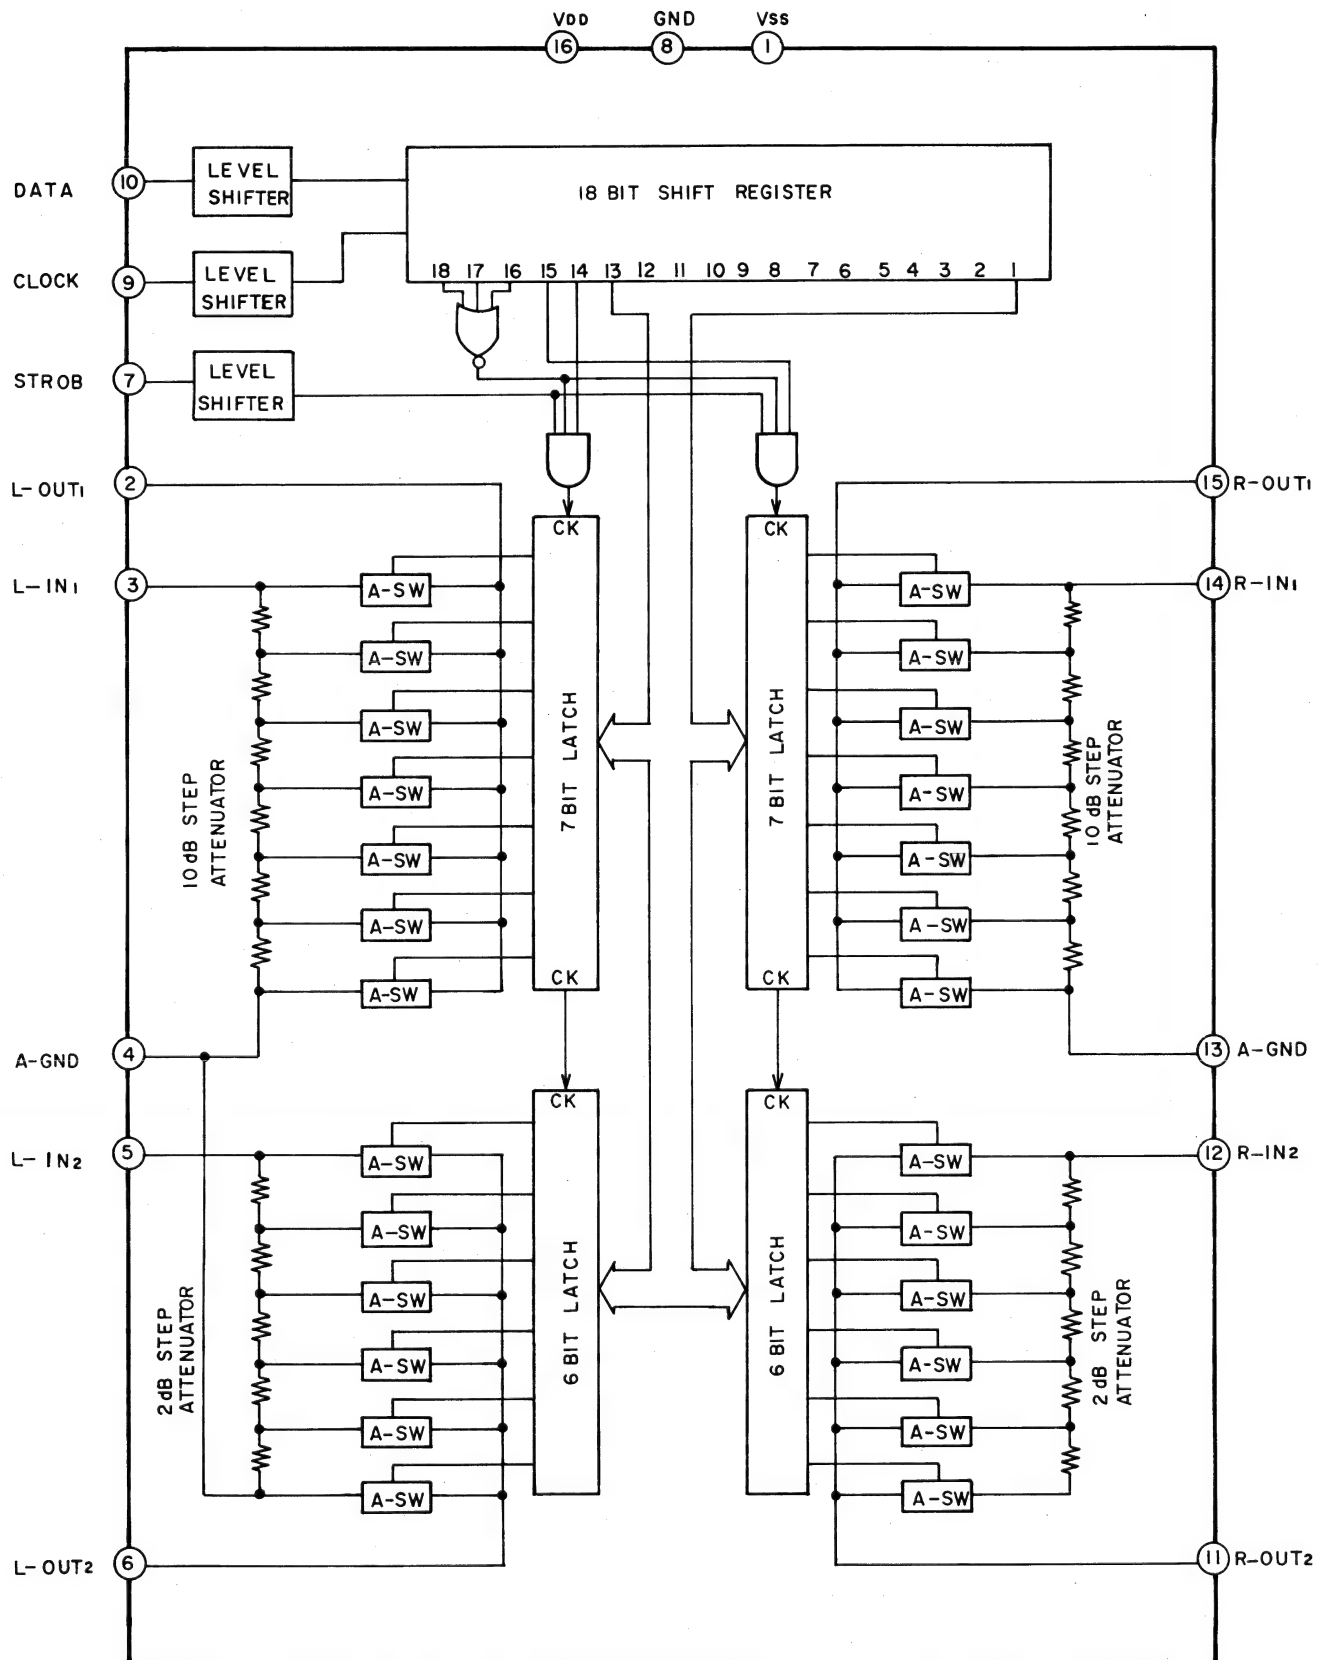 VDD GND VSS
16 8 1
DATA 10 LEVEL SHIFTER
18 BIT SHIFT REGISTER
CLOCK 9 LEVEL SHIFTER
18 17 16 15 14 13 12 11 10 9 8 7 6 5 4 3 2 1
STROB 7 LEVEL SHIFTER
L-OUT1 2
15 R-OUT1
CK
CK
L-IN1 3
A-SW
A-SW
14 R-IN1
A-SW
A-SW
A-SW
A-SW
A-SW
A-SW
A-SW
A-SW
A-SW
A-SW
A-SW
A-SW
10dB STEP
ATTENUATOR
7 BIT LATCH
7 BIT LATCH
10dB STEP
ATTENUATOR
CK
CK
A-GND 4
13 A-GND
CK
CK
L-IN2 5
A-SW
A-SW
12 R-IN2
A-SW
A-SW
A-SW
A-SW
A-SW
A-SW
A-SW
A-SW
A-SW
A-SW
2dB STEP
ATTENUATOR
6 BIT LATCH
6 BIT LATCH
2dB STEP
ATTENUATOR
L-OUT2 6
11 R-OUT2